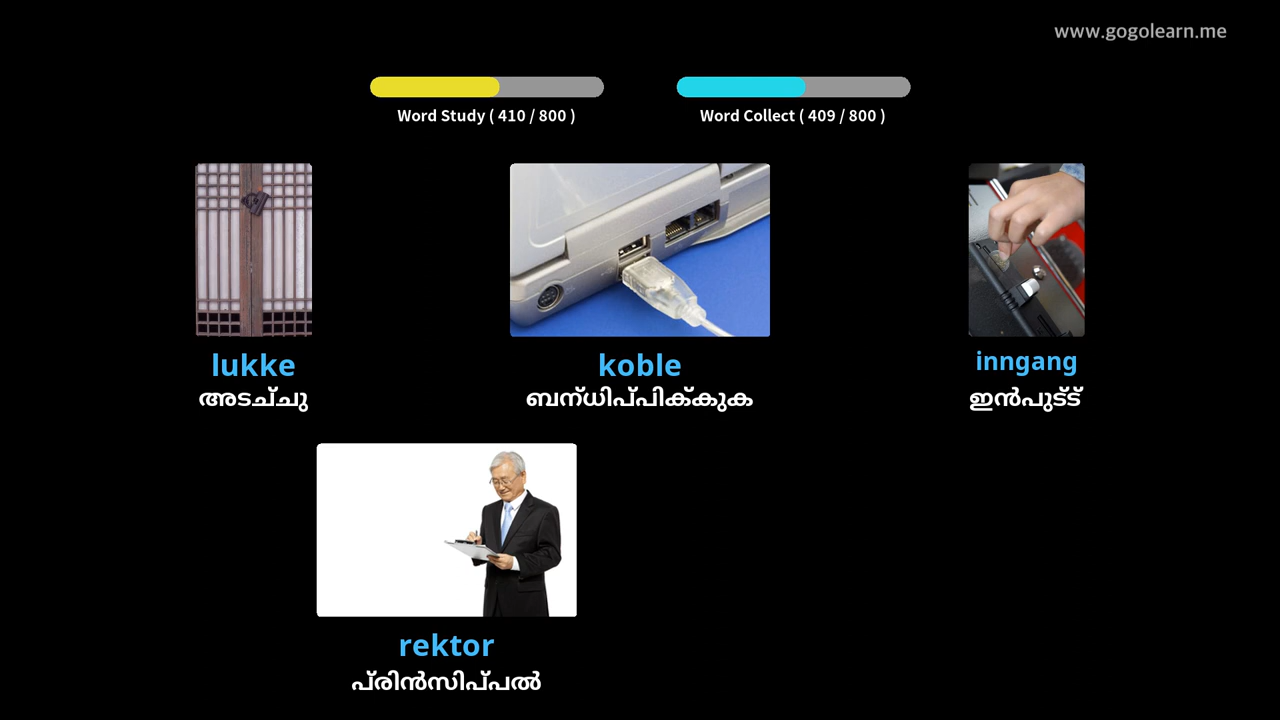 www.gogolearn.me
Word Study ( 410 / 800 )
Word Collect ( 409 / 800 )
lukke
അടച്ചു
koble
ബന്ധിപ്പിക്കുക
inngang
ഇൻപുട്ട്
rektor
പ്രിൻസിപ്പൽ